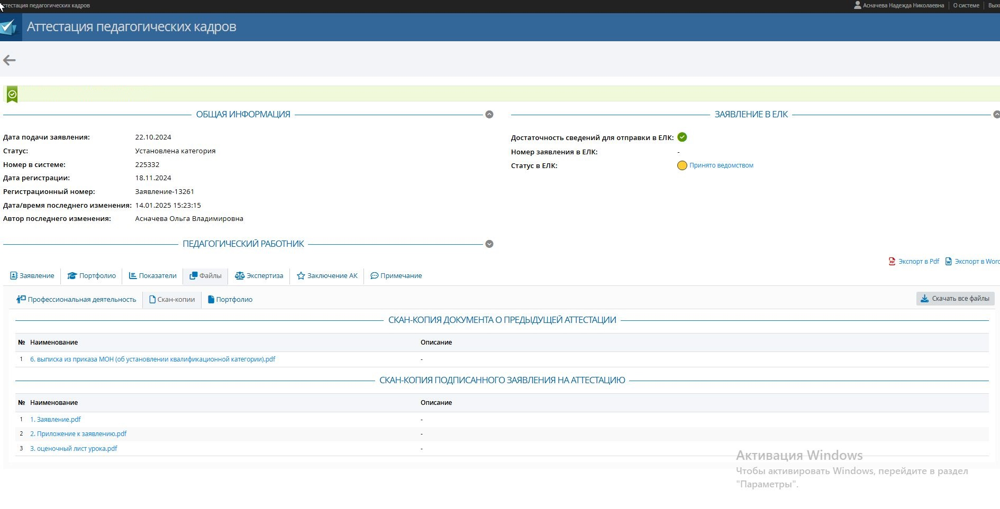 ттестация педагогических кадров
Асначева Надежда Николаевна
О системе
Аттестация педагогических кадров
ОБЩАЯ ИНФОРМАЦИЯ
Дата подачи заявления: 22.10.2024
Статус: Установлена категория
Номер в системе: 225332
Дата регистрации: 18.11.2024
Регистрационный номер: Заявление-13261
Дата/время последнего изменения: 14.01.2025 15:23:15
Автор последнего изменения: Асначева Ольга Владимировна
ЗАЯВЛЕНИЕ В ЕЛК
Достаточность сведений для отправки в ЕЛК:
Номер заявления в ЕЛК: -
Статус в ЕЛК: Принято ведомством
ПЕДАГОГИЧЕСКИЙ РАБОТНИК
Экспорт в Pdf Экспорт в Word
Заявление Портфолио Показатели Файлы Экспертиза Заключение АК Примечание
Профессиональная деятельность Скан-копии Портфолио Скачать все файлы
СКАН-КОПИЯ ДОКУМЕНТА О ПРЕДЫДУЩЕЙ АТТЕСТАЦИИ
№ Наименование Описание
1 6. выписка из приказа МОН (об установлении квалификационной категории).pdf -
СКАН-КОПИЯ ПОДПИСАННОГО ЗАЯВЛЕНИЯ НА АТТЕСТАЦИЮ
№ Наименование Описание
1 1. Заявление.pdf -
2 2. Приложение к заявлению.pdf -
3 3. оценочный лист урока.pdf -
Активация Windows
Чтобы активировать Windows, перейдите в раздел
"Параметры".